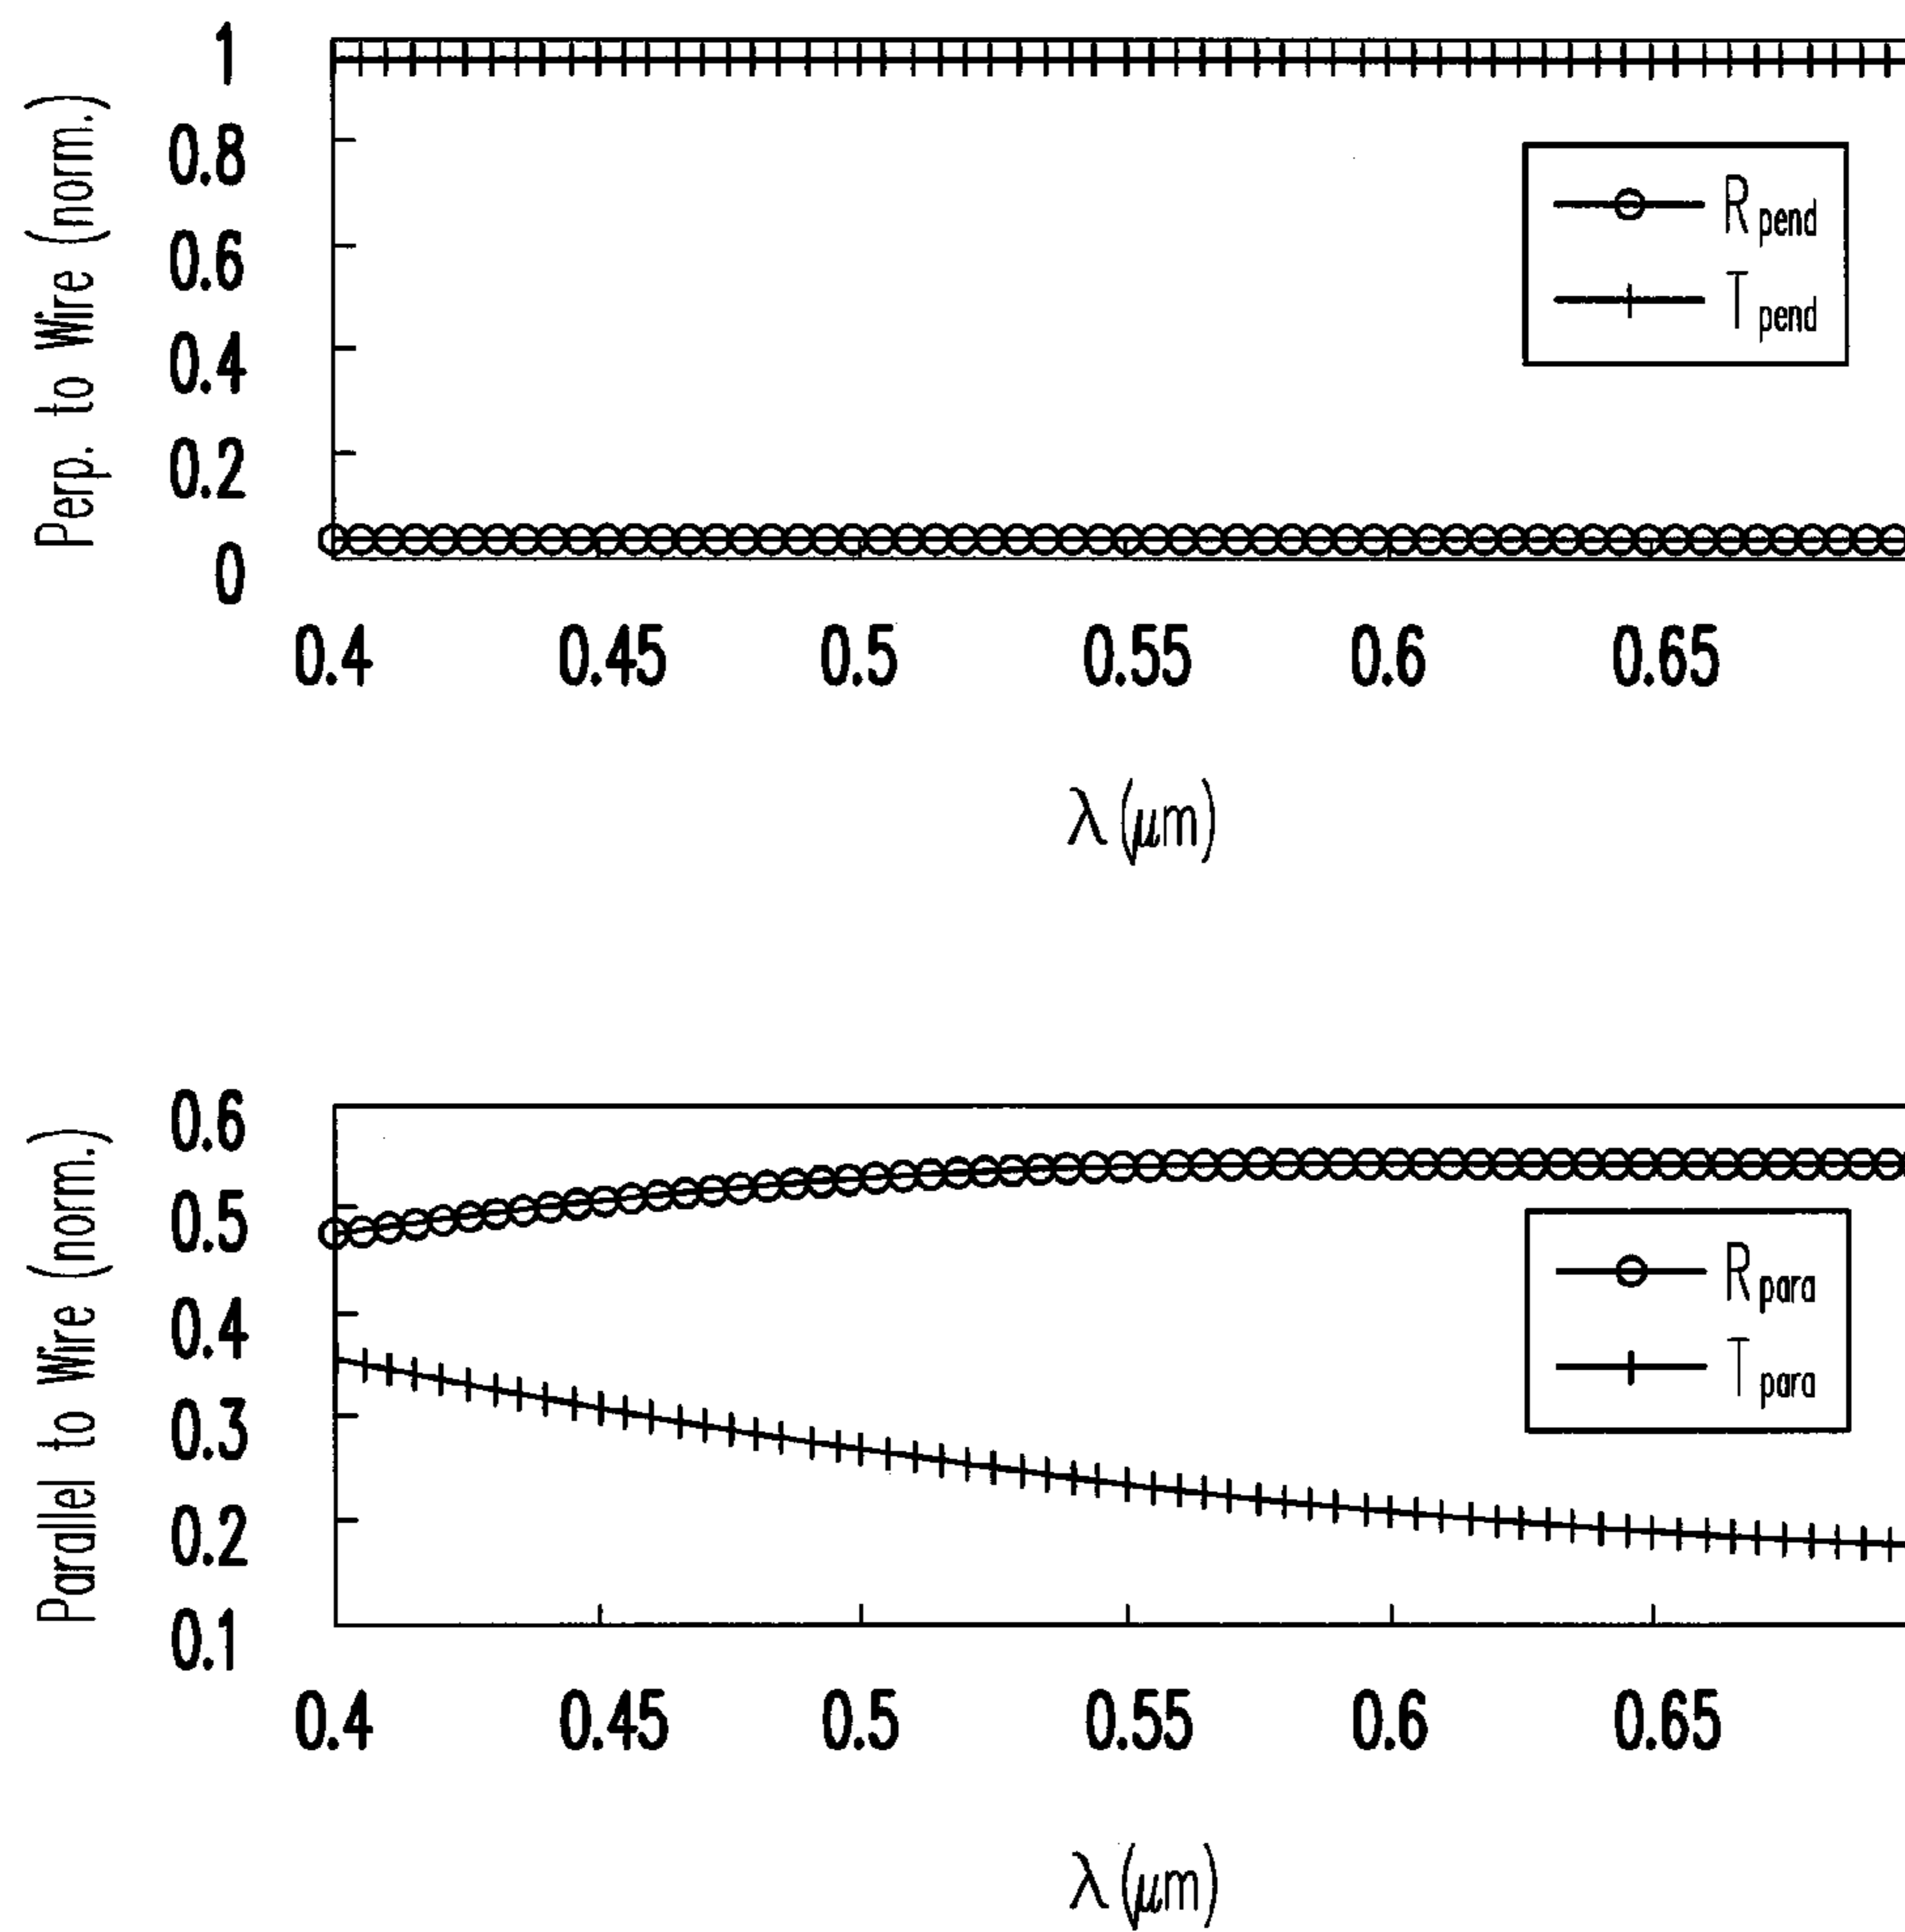 Perp. to Wire (norm.)
1
0.8
0.6
0.4
0.2
0
R pend
T pend
0.4 0.45 0.5 0.55 0.6 0.65
λ (μm)
Parallel to Wire (norm.)
0.6
0.5
0.4
0.3
0.2
0.1
R para
T para
0.4 0.45 0.5 0.55 0.6 0.65
λ (μm)